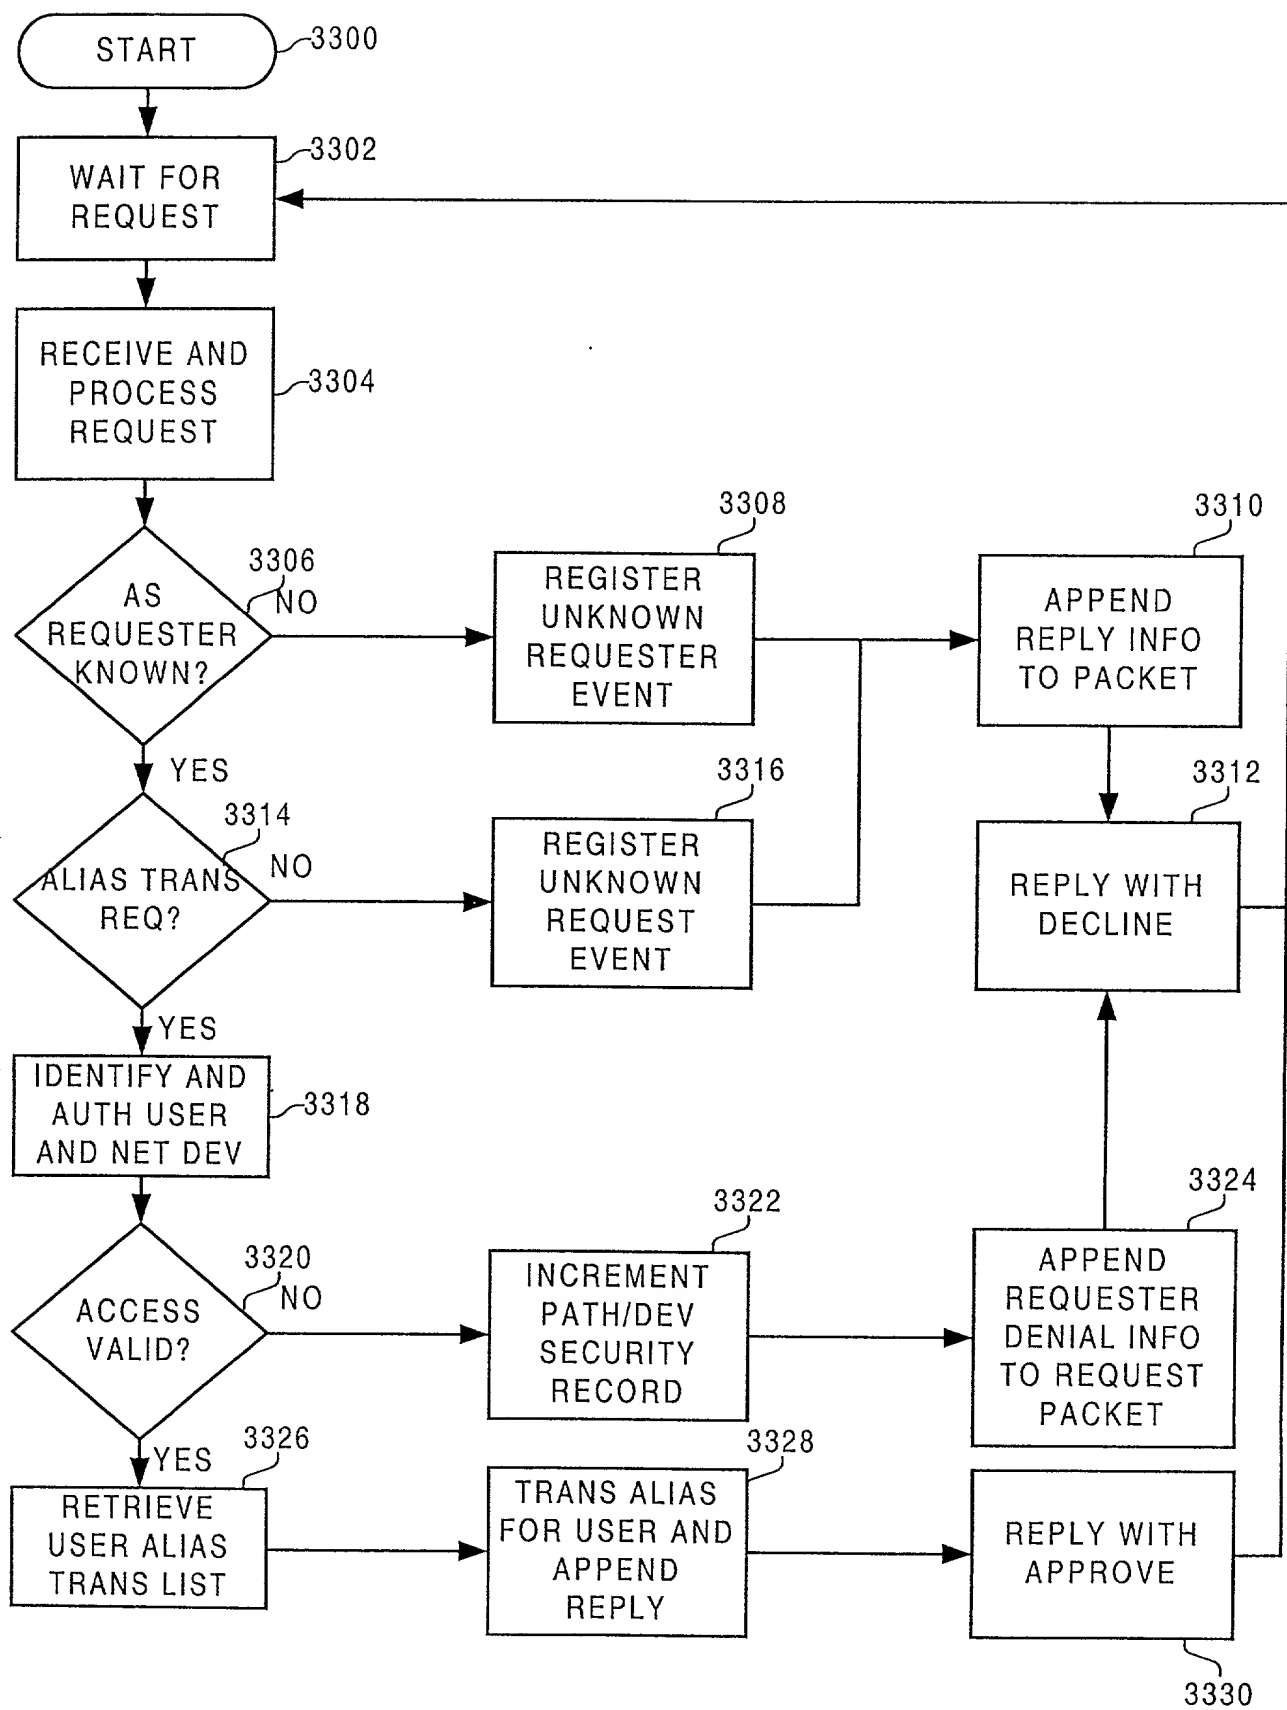 START
3300
WAIT FOR
REQUEST
3302
RECEIVE AND
PROCESS
REQUEST
3304
AS
REQUESTER
KNOWN?
3306
NO
YES
REGISTER
UNKNOWN
REQUESTER
EVENT
3308
APPEND
REPLY INFO
TO PACKET
3310
REPLY WITH
DECLINE
3312
ALIAS TRANS
REQ?
3314
NO
YES
REGISTER
UNKNOWN
REQUEST
EVENT
3316
IDENTIFY AND
AUTH USER
AND NET DEV
3318
ACCESS
VALID?
3320
NO
YES
INCREMENT
PATH/DEV
SECURITY
RECORD
3322
APPEND
REQUESTER
DENIAL INFO
TO REQUEST
PACKET
3324
RETRIEVE
USER ALIAS
TRANS LIST
3326
TRANS ALIAS
FOR USER AND
APPEND
REPLY
3328
REPLY WITH
APPROVE
3330